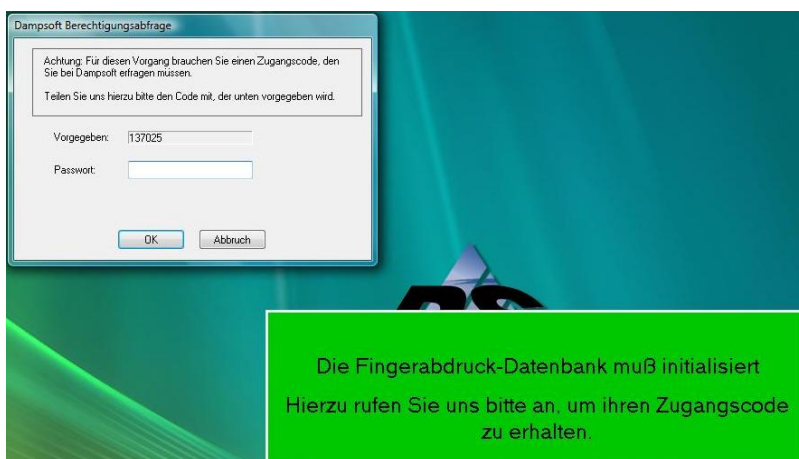 Dampsoft Berechtigungsabfrage
Achtung: Für diesen Vorgang brauchen Sie einen Zugangscode, den
Sie bei Dampsoft erfragen müssen.
Teilen Sie uns hierzu bitte den Code mit, der unten vorgegeben wird.
Vorgegeben: 137025
Passwort:
OK Abbruch
DS
Die Fingerabdruck-Datenbank muß initialisiert
Hierzu rufen Sie uns bitte an, um ihren Zugangscode
zu erhalten.